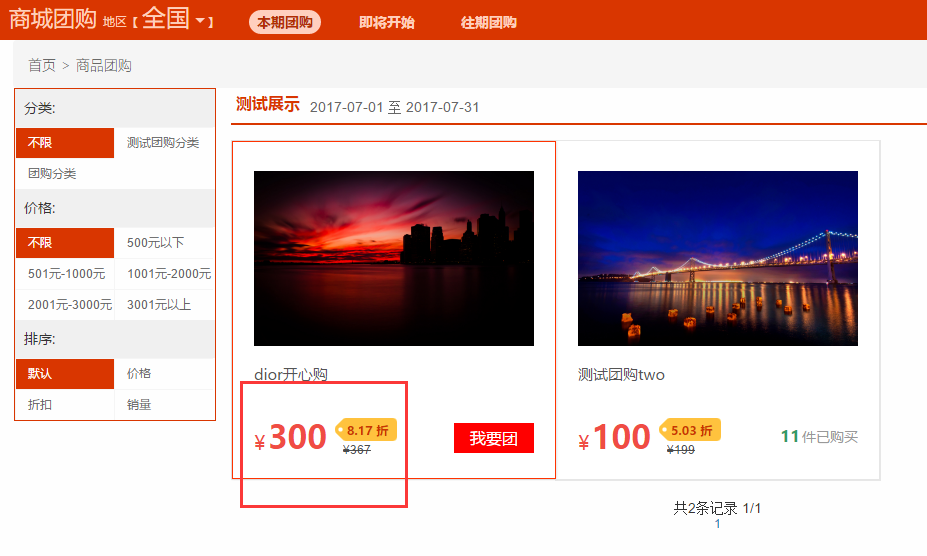 商城团购 地区 [ 全国 ] 本期团购 即将开始 往期团购
首页 > 商品团购
分类:
不限 测试团购分类
团购分类
价格:
不限 500元以下
501元-1000元 1001元-2000元
2001元-3000元 3001元以上
排序:
默认 价格
折扣 销量
测试展示 2017-07-01 至 2017-07-31
dior开心购
¥300 8.17 折
¥367
我要团
测试团购two
¥100 5.03 折
¥199
11件已购买
共2条记录 1/1
1